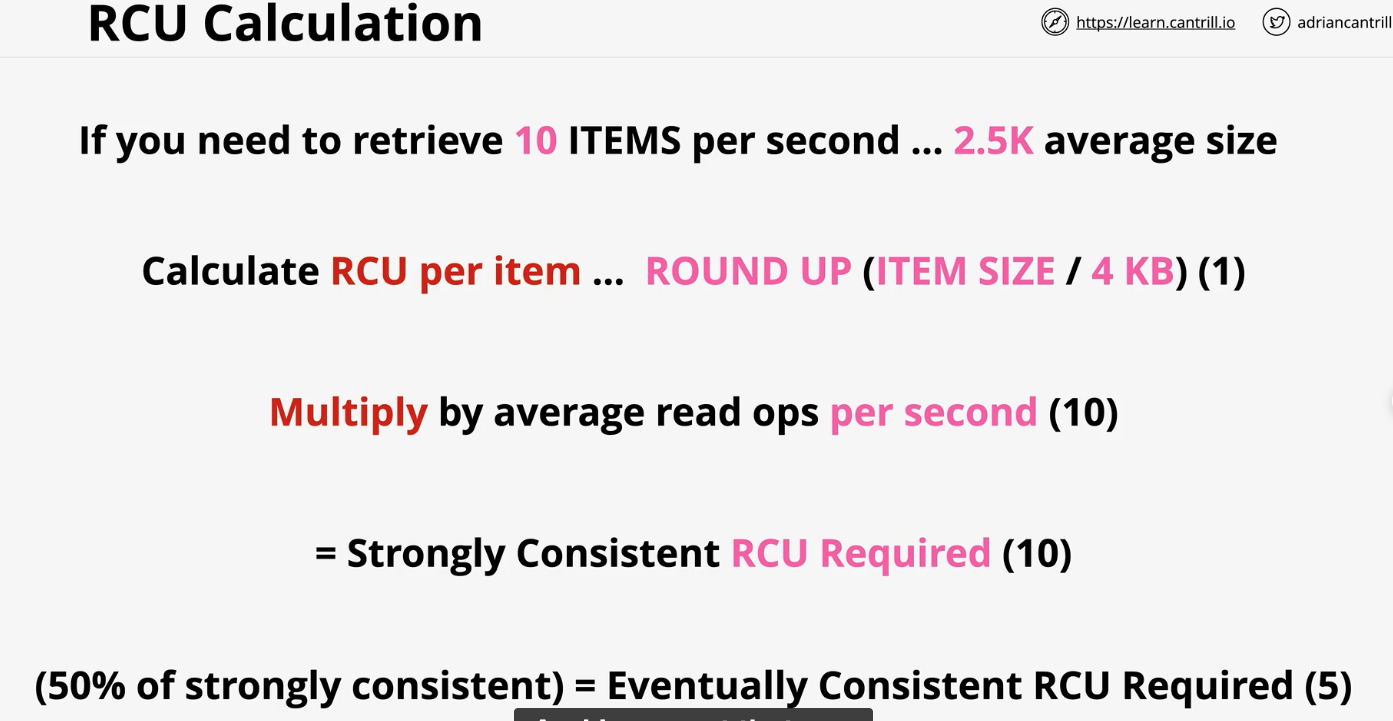 RCU Calculation
https://learn.cantrill.io
adriancantrill
If you need to retrieve 10 ITEMS per second ... 2.5K average size
Calculate RCU per item ... ROUND UP (ITEM SIZE / 4 KB) (1)
Multiply by average read ops per second (10)
= Strongly Consistent RCU Required (10)
(50% of strongly consistent) = Eventually Consistent RCU Required (5)